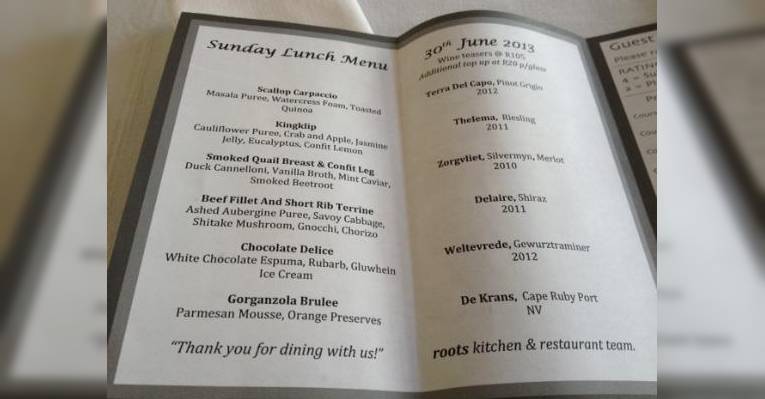 Sunday Lunch Menu
Scallop Carpaccio
Masala Puree, Watercress Foam, Toasted
Quinoa
Kingklip
Cauliflower Puree, Crab and Apple, Jasmine
Jelly, Eucalyptus, Confit Lemon
Smoked Quail Breast & Confit Leg
Duck Cannelloni, Vanilla Broth, Mint Caviar,
Smoked Beetroot
Beef Fillet And Short Rib Terrine
Ashed Aubergine Puree, Savoy Cabbage,
Shitake Mushroom, Gnocchi, Chorizo
Chocolate Delice
White Chocolate Espuma, Rubarb, Gluhwein
Ice Cream
Gorganzola Brulee
Parmesan Mousse, Orange Preserves
"Thank you for dining with us!"
30th June 2013
Wine teasers @ R105
Additional top up at R20 p/glass
Terra Del Capo, Pinot Grigio
2012
Thelema, Riesling
2011
Zorgvliet, Silvermyn, Merlot
2010
Delaire, Shiraz
2011
Weltevrede, Gewurztraminer
2012
De Krans, Cape Ruby Port
NV
roots kitchen & restaurant team.
Guest
Please
RATING